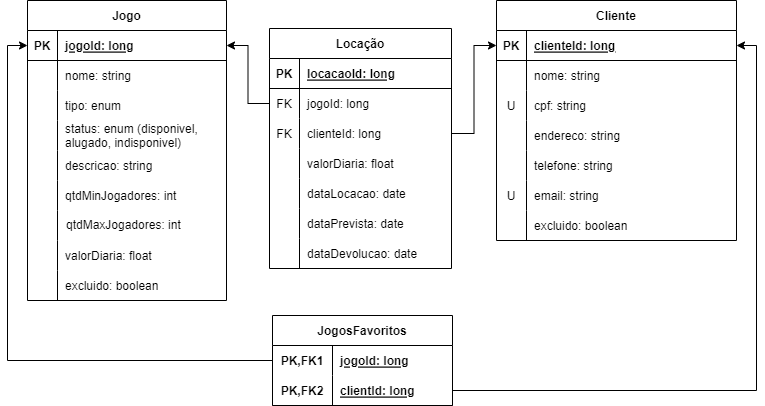 Jogo
PK jogoId: long
nome: string
tipo: enum
status: enum (disponivel,
alugado, indisponivel)
descricao: string
qtdMinJogadores: int
qtdMaxJogadores: int
valorDiaria: float
excluido: boolean
Locação
PK locacaoId: long
FK jogoId: long
FK clienteId: long
valorDiaria: float
dataLocacao: date
dataPrevista: date
dataDevolucao: date
Cliente
PK clienteId: long
nome: string
U cpf: string
endereco: string
telefone: string
U email: string
excluido: boolean
JogosFavoritos
PK,FK1 jogoId: long
PK,FK2 clientId: long